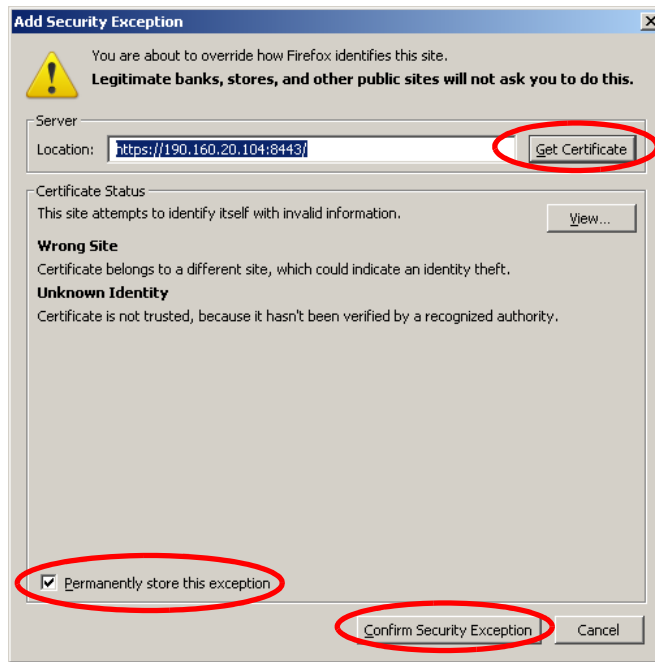 Add Security Exception
You are about to override how Firefox identifies this site.
Legitimate banks, stores, and other public sites will not ask you to do this.
Server
Location: https://190.160.20.104:8443/ Get Certificate
Certificate Status
This site attempts to identify itself with invalid information.
View...
Wrong Site
Certificate belongs to a different site, which could indicate an identity theft.
Unknown Identity
Certificate is not trusted, because it hasn't been verified by a recognized authority.
Permanently store this exception
Confirm Security Exception Cancel